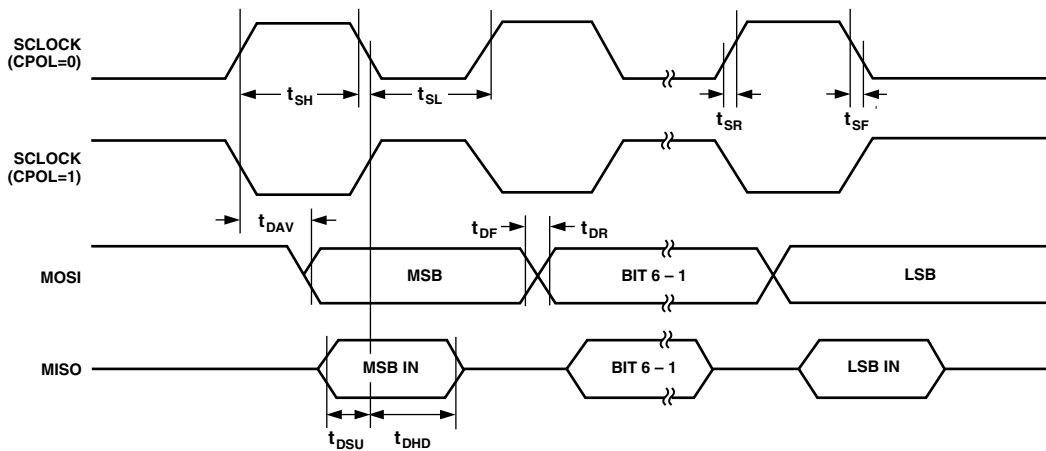 SCLOCK
(CPOL=0)
tSH
tSL
tSR
tSF
SCLOCK
(CPOL=1)
tDAV
tDF
tDR
MOSI
MSB
BIT 6 – 1
LSB
MISO
MSB IN
BIT 6 – 1
LSB IN
tDSU
tDHD